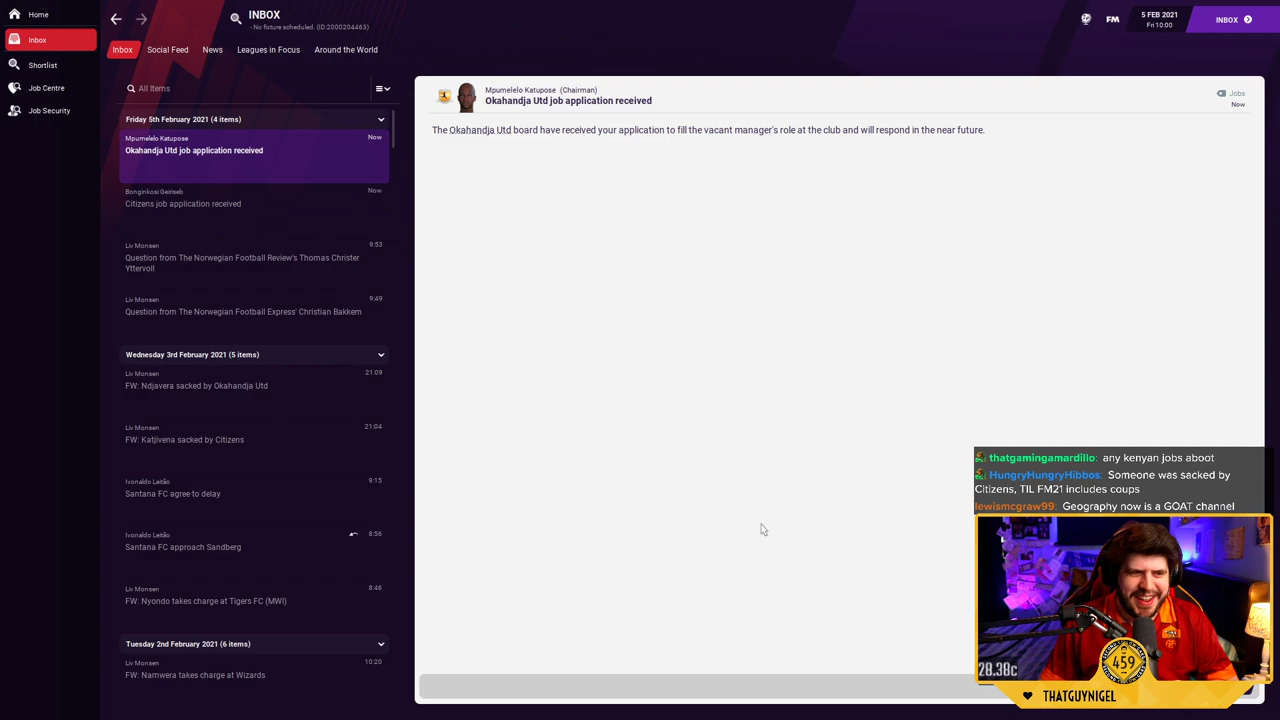 Home
Inbox
Shortlist
Job Centre
Job Security
INBOX
- No fixture scheduled. (ID:2000204463)
FM
5 FEB 2021
Fri 10:00
INBOX
Inbox
Social Feed
News
Leagues in Focus
Around the World
All Items
Friday 5th February 2021 (4 items)
Mpumelelo Katupose
Now
Okahandja Utd job application received
Bonginkosi Geiriseb
Now
Citizens job application received
Liv Monsen
9:53
Question from The Norwegian Football Review's Thomas Christer
Yttervoll
Liv Monsen
9:49
Question from The Norwegian Football Express' Christian Bakkem
Wednesday 3rd February 2021 (5 items)
Liv Monsen
21:09
FW: Ndjavera sacked by Okahandja Utd
Liv Monsen
21:04
FW: Katjivena sacked by Citizens
Ivonaldo Leitão
9:15
Santana FC agree to delay
Ivonaldo Leitão
8:56
Santana FC approach Sandberg
Liv Monsen
8:46
FW: Nyondo takes charge at Tigers FC (MWI)
Tuesday 2nd February 2021 (6 items)
Liv Monsen
10:20
FW: Namwera takes charge at Wizards
Mpumelelo Katupose (Chairman)
Okahandja Utd job application received
Jobs
Now
The Okahandja Utd board have received your application to fill the vacant manager's role at the club and will respond in the near future.
thatgamingamardillo: any kenyan jobs aboot
HungryHungryHibbos: Someone was sacked by
Citizens, TIL FM21 includes coups
lewismcgraw99: Geography now is a GOAT channel
28.38c
459
THATGUYNIGEL